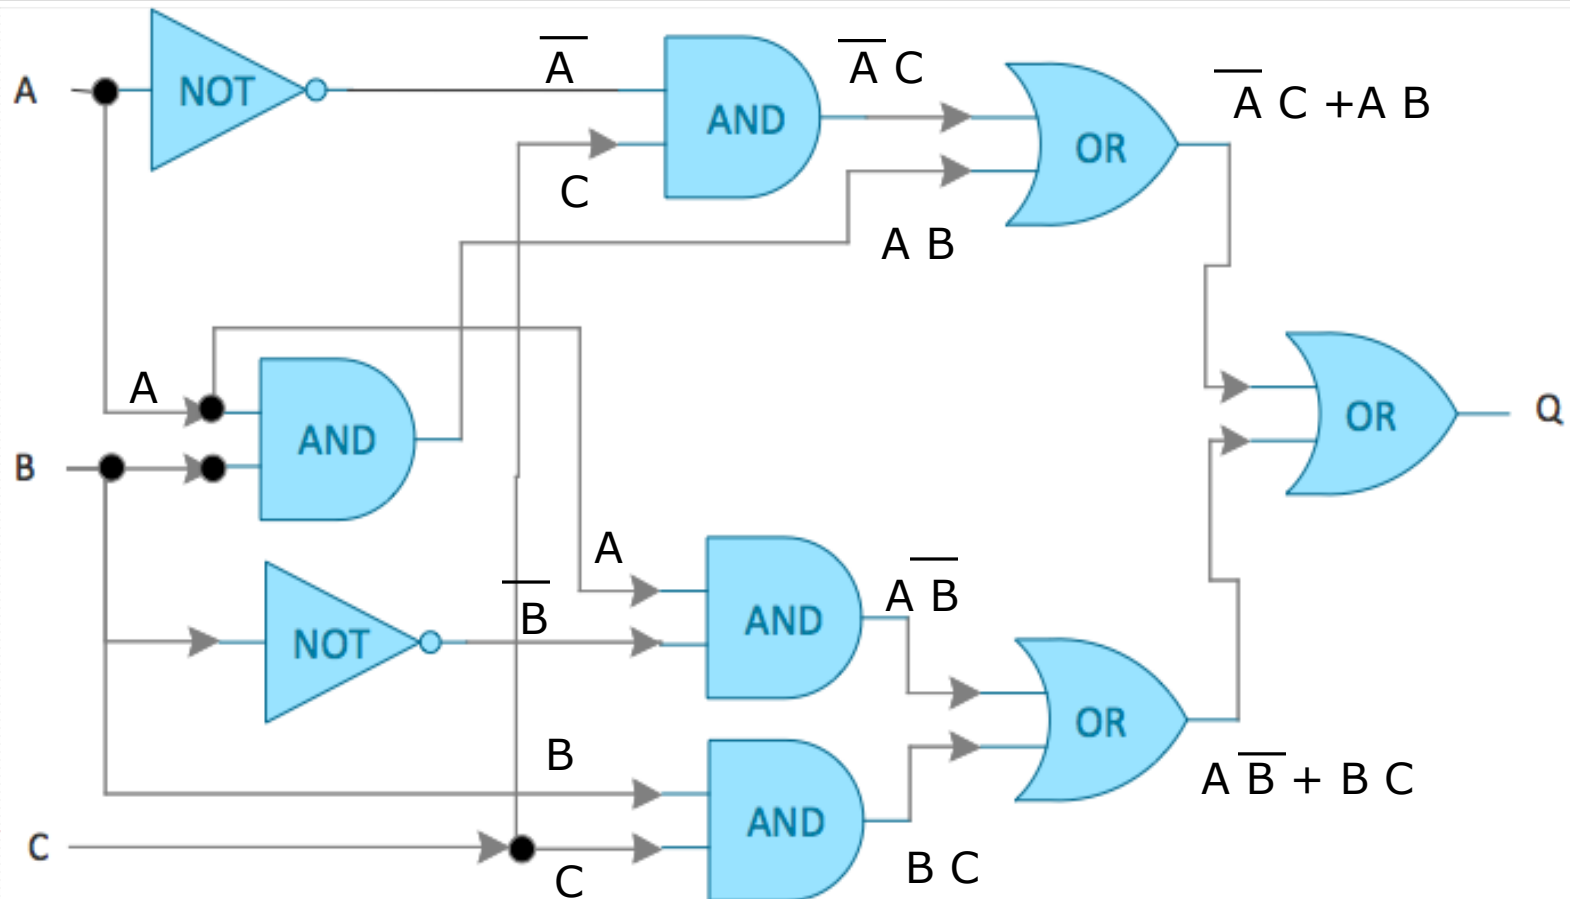 A
NOT
A̅
AND
A̅ C
OR
A̅ C +A B
C
A B
A
AND
B
OR
Q
NOT
B̅
A
AND
A B̅
OR
A B̅ + B C
B
AND
B C
C
C